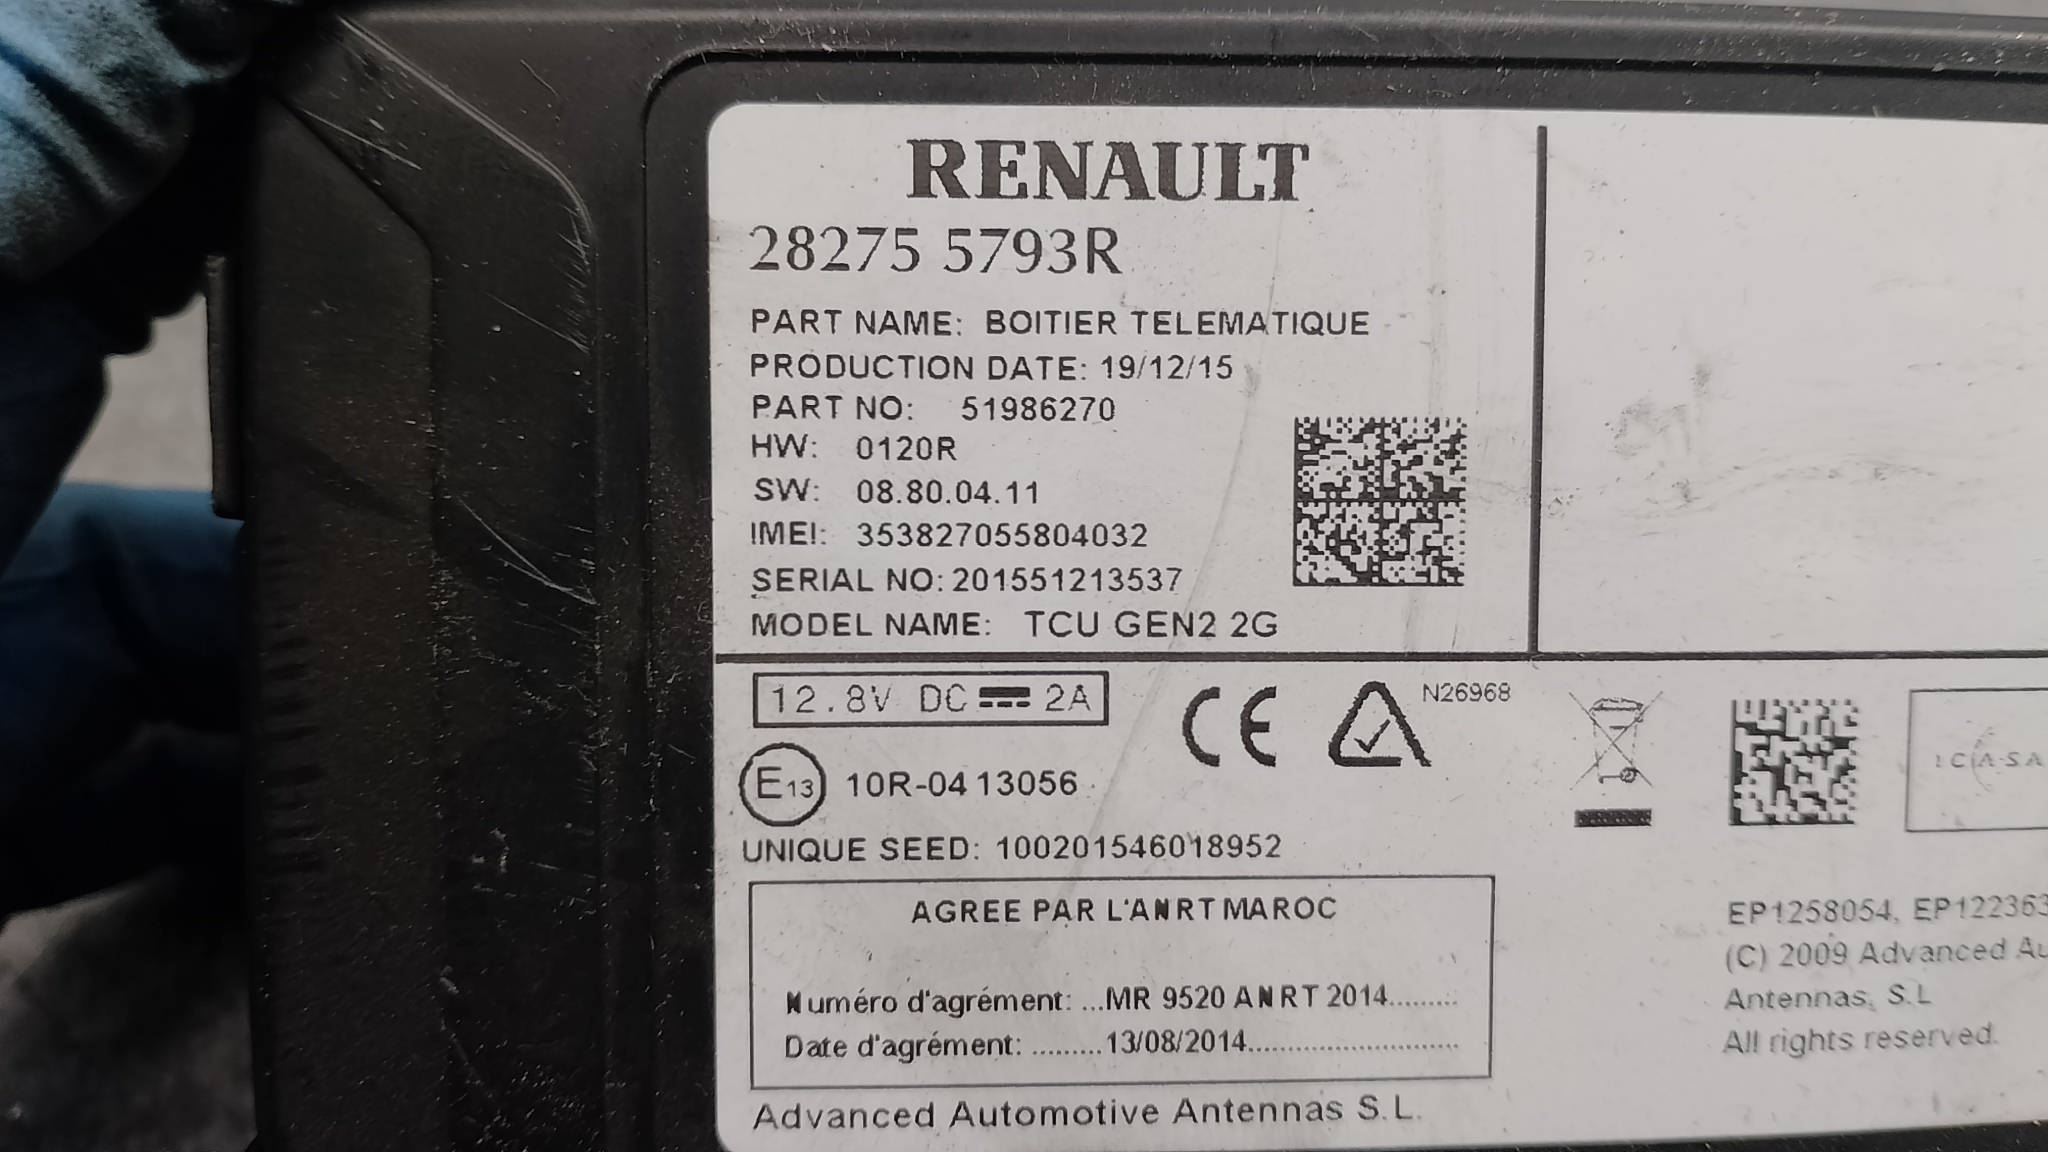 RENAULT
28275 5793R
PART NAME: BOITIER TELEMATIQUE
PRODUCTION DATE: 19/12/15
PART NO: 51986270
HW: 0120R
SW: 08.80.04.11
IMEI: 353827055804032
SERIAL NO: 201551213537
MODEL NAME: TCU GEN2 2G
12.8V DC 2A
CE
N26968
E13 10R-04 13056
ICASA
UNIQUE SEED: 100201546018952
AGREE PAR L'ANRT MAROC
Numéro d'agrément: ...MR 9520 ANRT 2014.........
Date d'agrément: .........13/08/2014...........................
Advanced Automotive Antennas S.L.
EP1258054, EP122363
(C) 2009 Advanced Au
Antennas, S.L
All rights reserved.